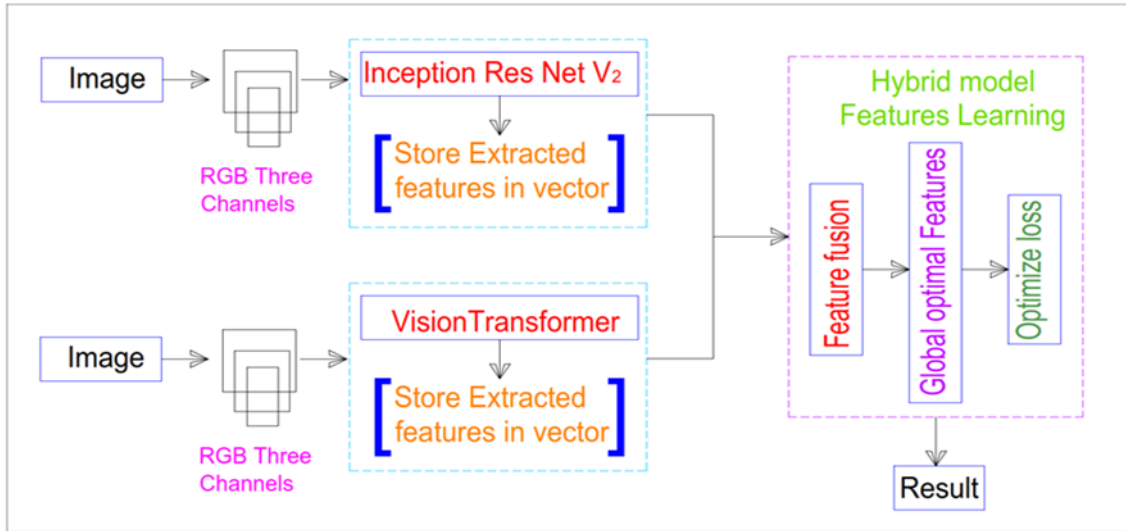 Image
RGB Three
Channels
Inception Res Net V2
Store Extracted
features in vector
Image
RGB Three
Channels
VisionTransformer
Store Extracted
features in vector
Hybrid model
Features Learning
Feature fusion
Global optimal Features
Optimize loss
Result